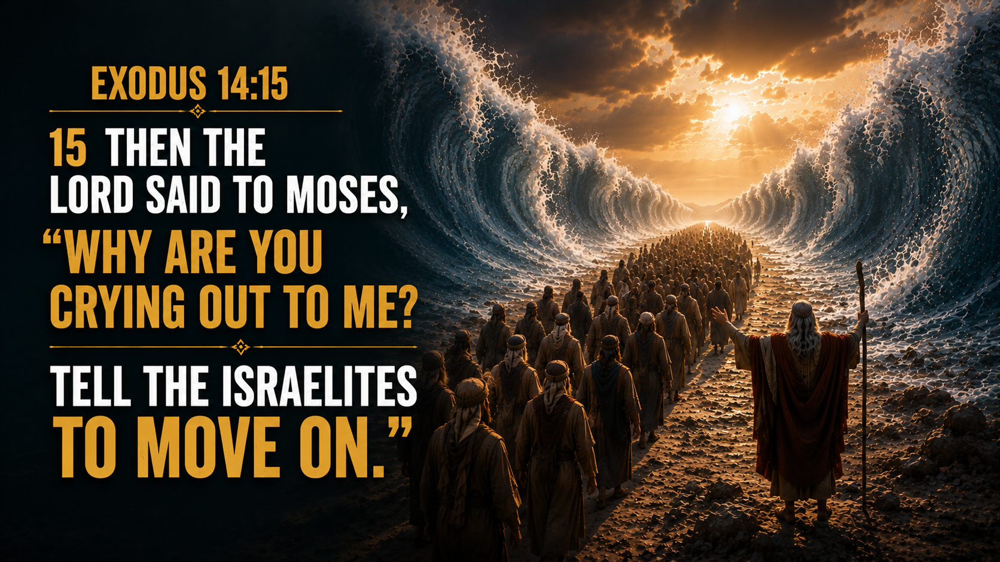 EXODUS 14:15
15 THEN THE
LORD SAID TO MOSES,
“WHY ARE YOU
CRYING OUT TO ME?
TELL THE ISRAELITES
TO MOVE ON.”